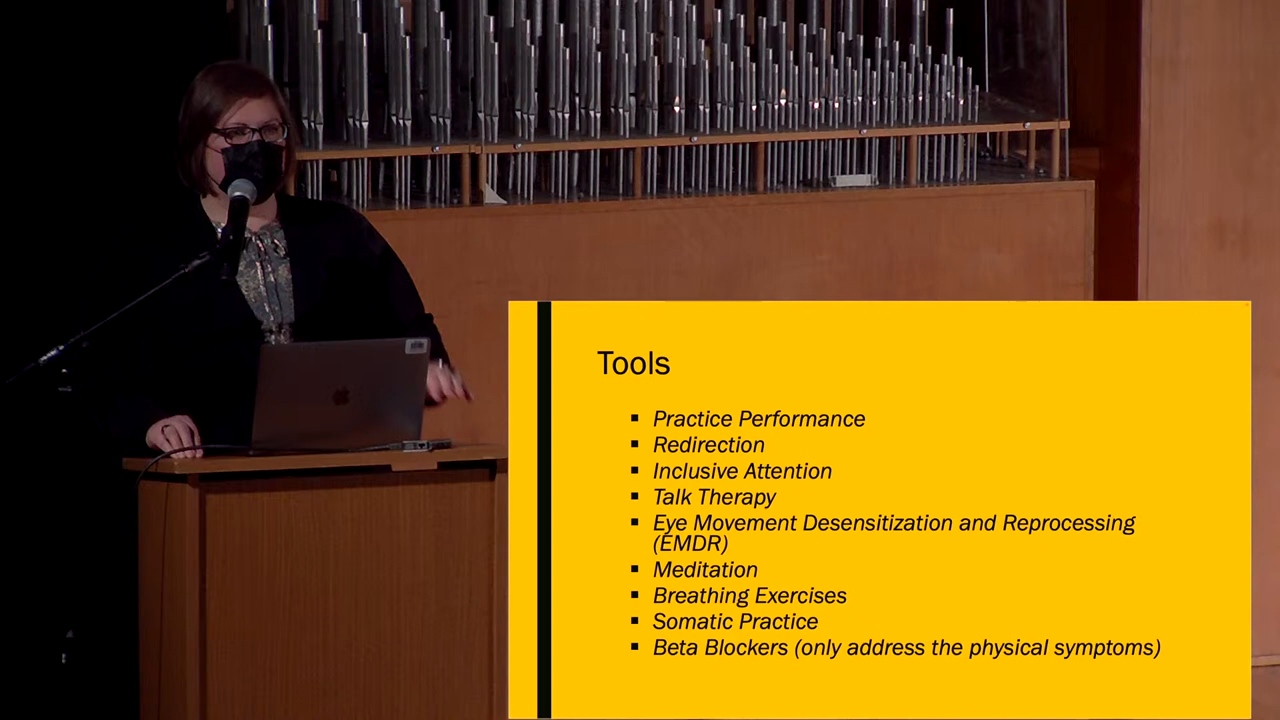 Tools
▪ Practice Performance
▪ Redirection
▪ Inclusive Attention
▪ Talk Therapy
▪ Eye Movement Desensitization and Reprocessing
(EMDR)
▪ Meditation
▪ Breathing Exercises
▪ Somatic Practice
▪ Beta Blockers (only address the physical symptoms)